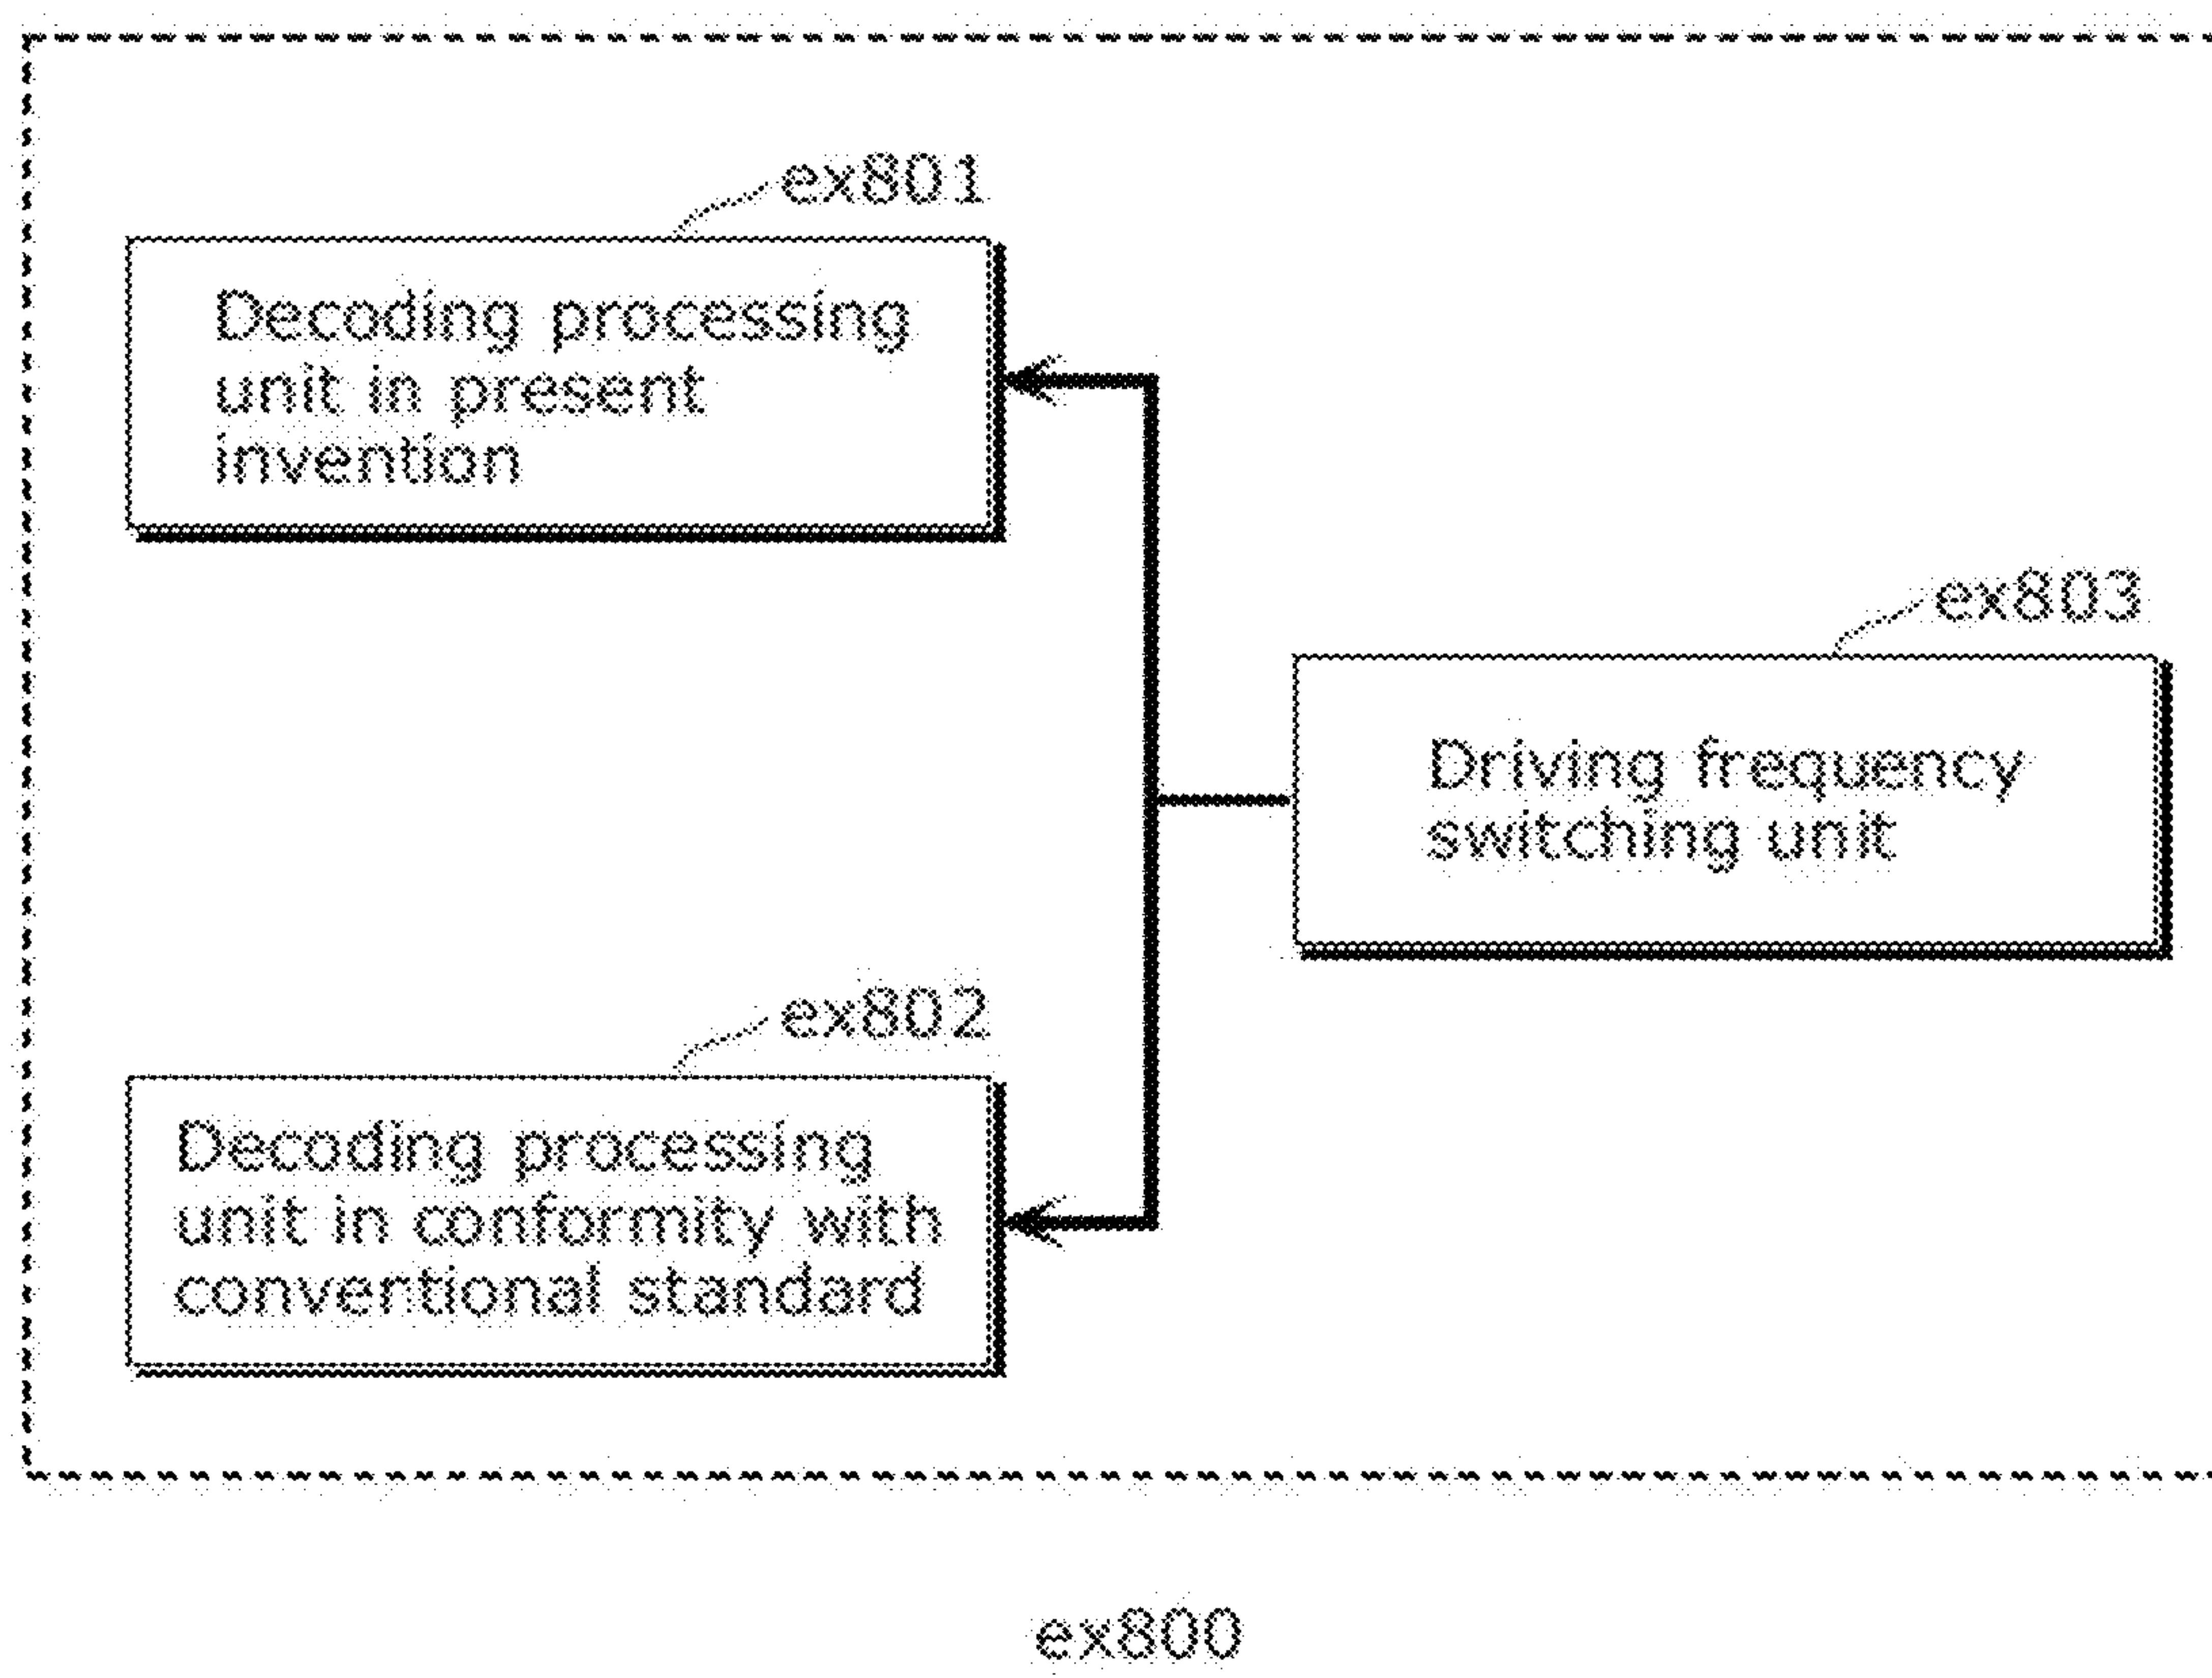 ex801
Decoding processing
unit in present
invention
ex803
Driving frequency
switching unit
ex802
Decoding processing
unit in conformity with
conventional standard
ex800